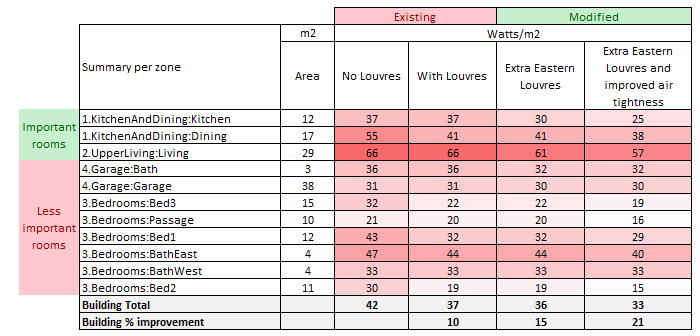 Existing Modified
m2 Watts/m2
Summary per zone Area No Louvres With Louvres Extra Eastern Louvres Extra Eastern Louvres and improved air tightness
Important rooms
1.KitchenAndDining:Kitchen 12 37 37 30 25
1.KitchenAndDining:Dining 17 55 41 41 38
2.UpperLiving:Living 29 66 66 61 57
Less important rooms
4.Garage:Bath 3 36 36 32 32
4.Garage:Garage 38 31 31 30 30
3.Bedrooms:Bed3 15 32 22 22 19
3.Bedrooms:Passage 10 21 20 20 16
3.Bedrooms:Bed1 12 43 32 32 29
3.Bedrooms:BathEast 4 47 44 44 40
3.Bedrooms:BathWest 4 33 33 33 33
3.Bedrooms:Bed2 11 30 19 19 15
Building Total 42 37 36 33
Building % improvement 10 15 21